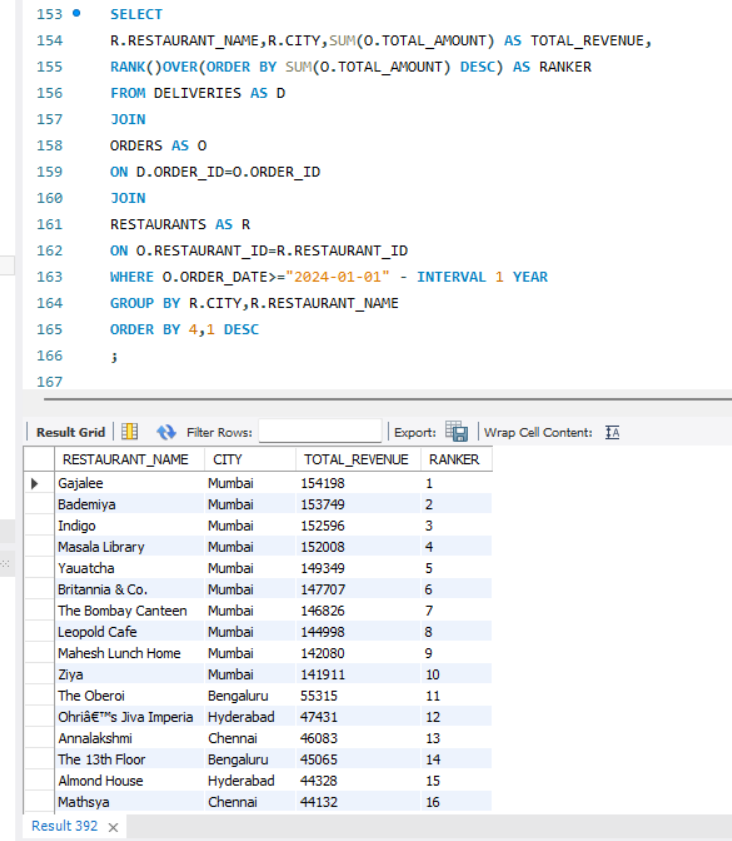 153 SELECT
154 R.RESTAURANT_NAME,R.CITY,SUM(O.TOTAL_AMOUNT) AS TOTAL_REVENUE,
155 RANK()OVER(ORDER BY SUM(O.TOTAL_AMOUNT) DESC) AS RANKER
156 FROM DELIVERIES AS D
157 JOIN
158 ORDERS AS O
159 ON D.ORDER_ID=O.ORDER_ID
160 JOIN
161 RESTAURANTS AS R
162 ON O.RESTAURANT_ID=R.RESTAURANT_ID
163 WHERE O.ORDER_DATE>="2024-01-01" - INTERVAL 1 YEAR
164 GROUP BY R.CITY,R.RESTAURANT_NAME
165 ORDER BY 4,1 DESC
166 ;
167
Result Grid Filter Rows: Export: Wrap Cell Content: IA
RESTAURANT_NAME CITY TOTAL_REVENUE RANKER
Gajalee Mumbai 154198 1
Bademiya Mumbai 153749 2
Indigo Mumbai 152596 3
Masala Library Mumbai 152008 4
Yauatcha Mumbai 149349 5
Britannia & Co. Mumbai 147707 6
The Bombay Canteen Mumbai 146826 7
Leopold Cafe Mumbai 144998 8
Mahesh Lunch Home Mumbai 142080 9
Ziya Mumbai 141911 10
The Oberoi Bengaluru 55315 11
Ohriâ€™s Jiva Imperia Hyderabad 47431 12
Annalakshmi Chennai 46083 13
The 13th Floor Bengaluru 45065 14
Almond House Hyderabad 44328 15
Mathsya Chennai 44132 16
Result 392 ×